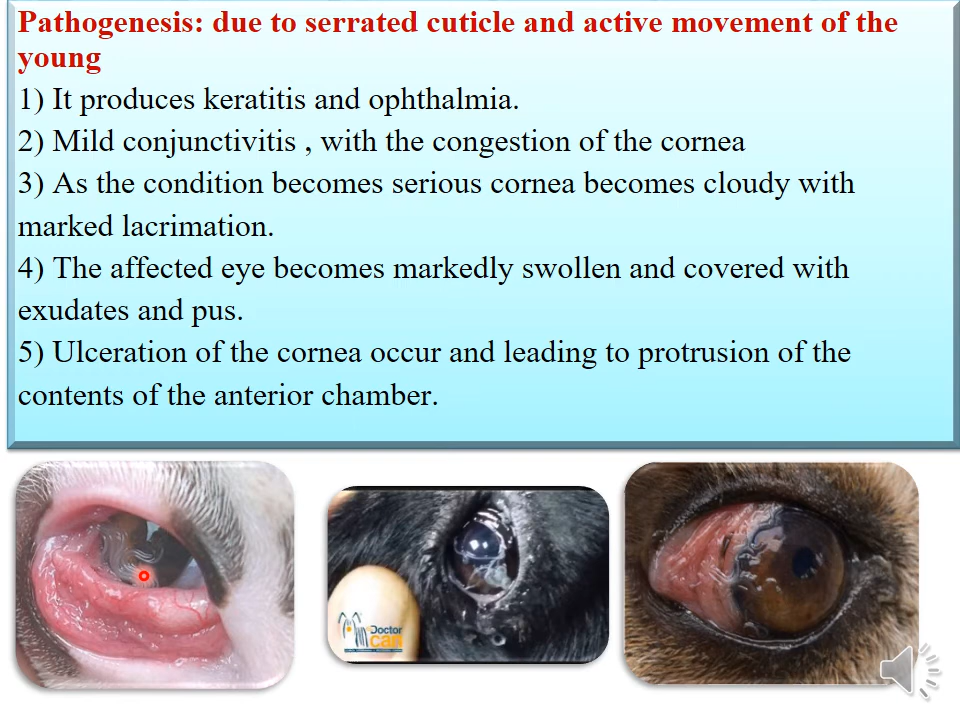 Pathogenesis: due to serrated cuticle and active movement of the
young
1) It produces keratitis and ophthalmia.
2) Mild conjunctivitis , with the congestion of the cornea
3) As the condition becomes serious cornea becomes cloudy with
marked lacrimation.
4) The affected eye becomes markedly swollen and covered with
exudates and pus.
5) Ulceration of the cornea occur and leading to protrusion of the
contents of the anterior chamber.
Doctor
can